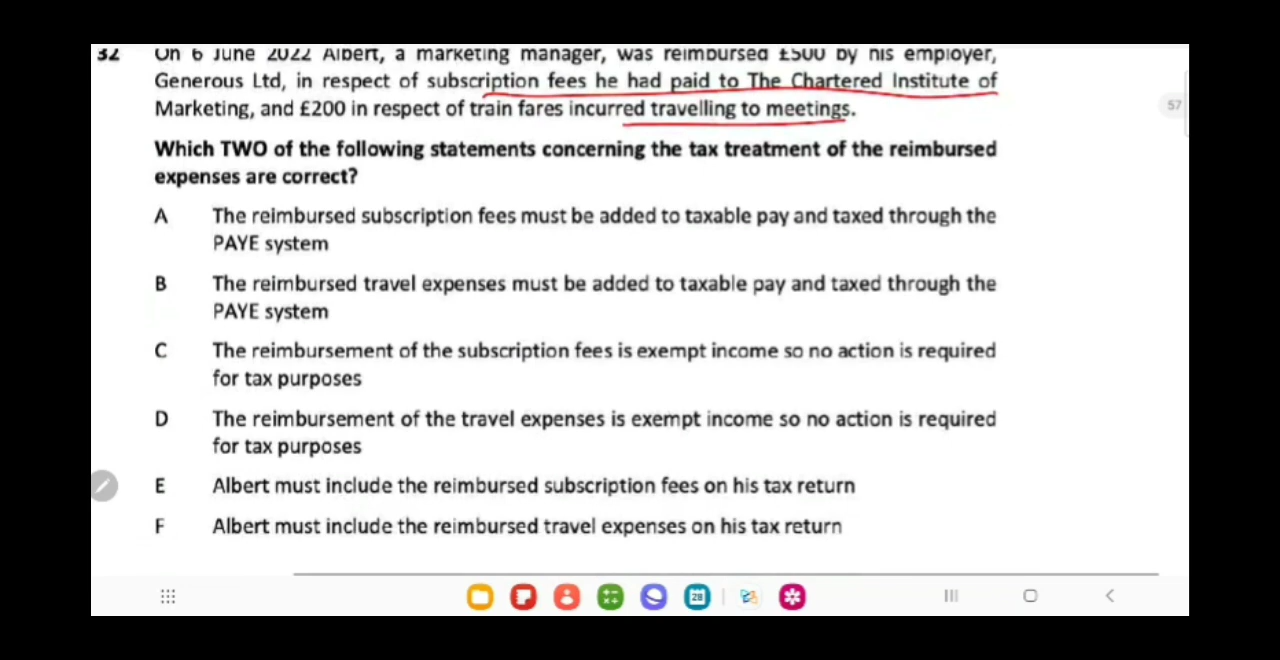 32 On 6 June 2022 Albert, a marketing manager, was reimbursed £500 by his employer,
Generous Ltd, in respect of subscription fees he had paid to The Chartered Institute of
Marketing, and £200 in respect of train fares incurred travelling to meetings.
57
Which TWO of the following statements concerning the tax treatment of the reimbursed
expenses are correct?
A The reimbursed subscription fees must be added to taxable pay and taxed through the
PAYE system
B The reimbursed travel expenses must be added to taxable pay and taxed through the
PAYE system
C The reimbursement of the subscription fees is exempt income so no action is required
for tax purposes
D The reimbursement of the travel expenses is exempt income so no action is required
for tax purposes
E Albert must include the reimbursed subscription fees on his tax return
F Albert must include the reimbursed travel expenses on his tax return
28